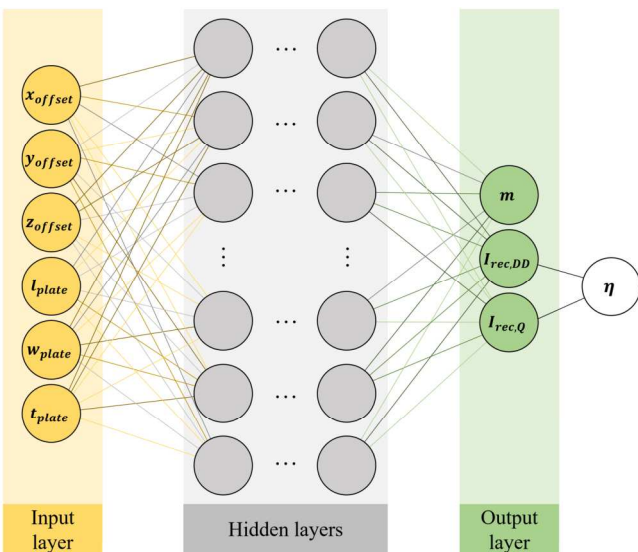 x_offset
y_offset
z_offset
l_plate
w_plate
t_plate
...
...
...
⋮
⋮
...
...
...
m
I_rec,DD
I_rec,Q
η
Input
layer
Hidden layers
Output
layer